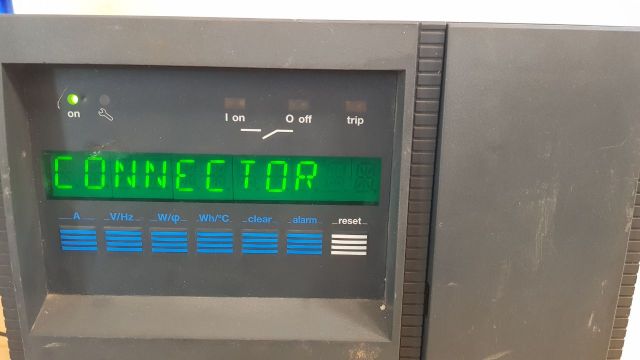 on
I on
O off
trip
CONNECTOR
A
V/Hz
W/φ
Wh/°C
clear
alarm
reset